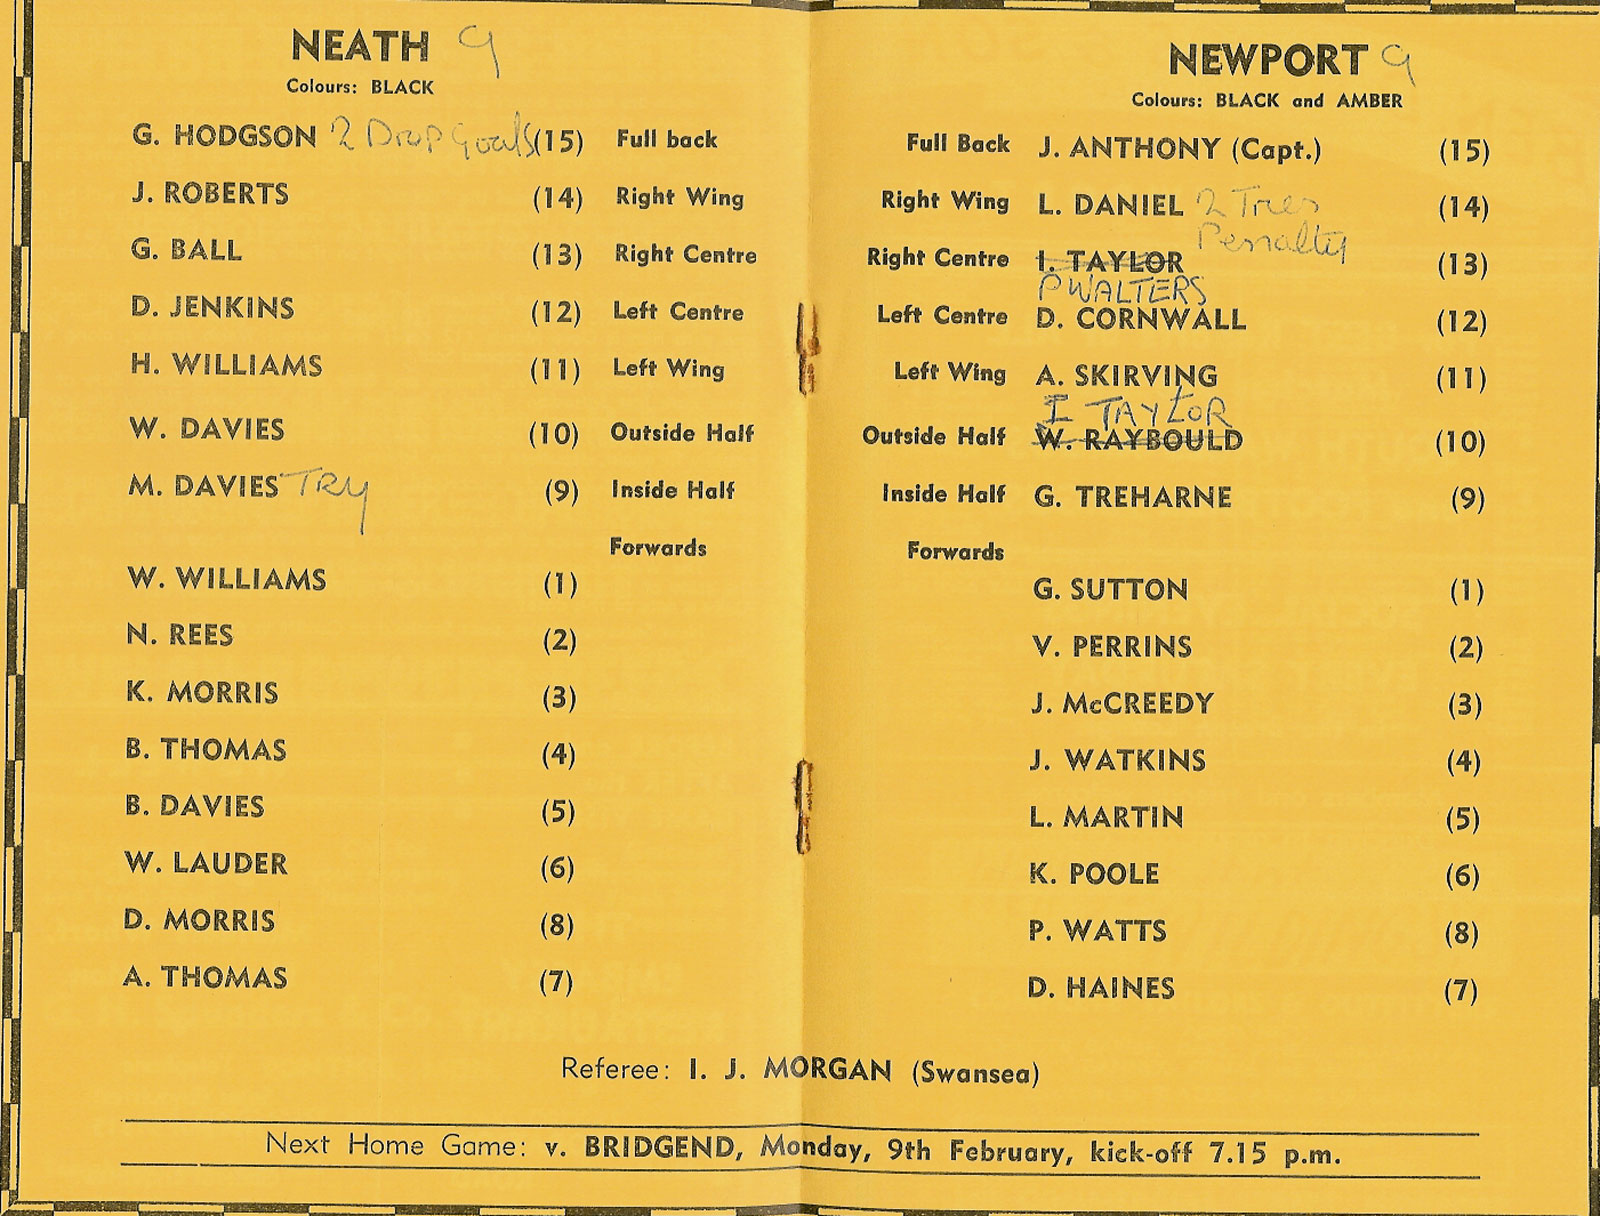 NEATH 9
Colours: BLACK
G. HODGSON 2 Drop Goals (15) Full back
J. ROBERTS (14) Right Wing
G. BALL (13) Right Centre
D. JENKINS (12) Left Centre
H. WILLIAMS (11) Left Wing
W. DAVIES (10) Outside Half
M. DAVIES TRY (9) Inside Half
Forwards
W. WILLIAMS (1)
N. REES (2)
K. MORRIS (3)
B. THOMAS (4)
B. DAVIES (5)
W. LAUDER (6)
D. MORRIS (8)
A. THOMAS (7)
NEWPORT 9
Colours: BLACK and AMBER
Full Back J. ANTHONY (Capt.) (15)
Right Wing L. DANIEL 2 Tries (14)
Penalty
Right Centre I. TAYLOR (13)
P WALTERS
Left Centre D. CORNWALL (12)
Left Wing A. SKIRVING (11)
I TAYLOR
Outside Half W. RAYBOULD (10)
Inside Half G. TREHARNE (9)
Forwards
G. SUTTON (1)
V. PERRINS (2)
J. McCREEDY (3)
J. WATKINS (4)
L. MARTIN (5)
K. POOLE (6)
P. WATTS (8)
D. HAINES (7)
Referee: I. J. MORGAN (Swansea)
Next Home Game: v. BRIDGEND, Monday, 9th February, kick-off 7.15 p.m.